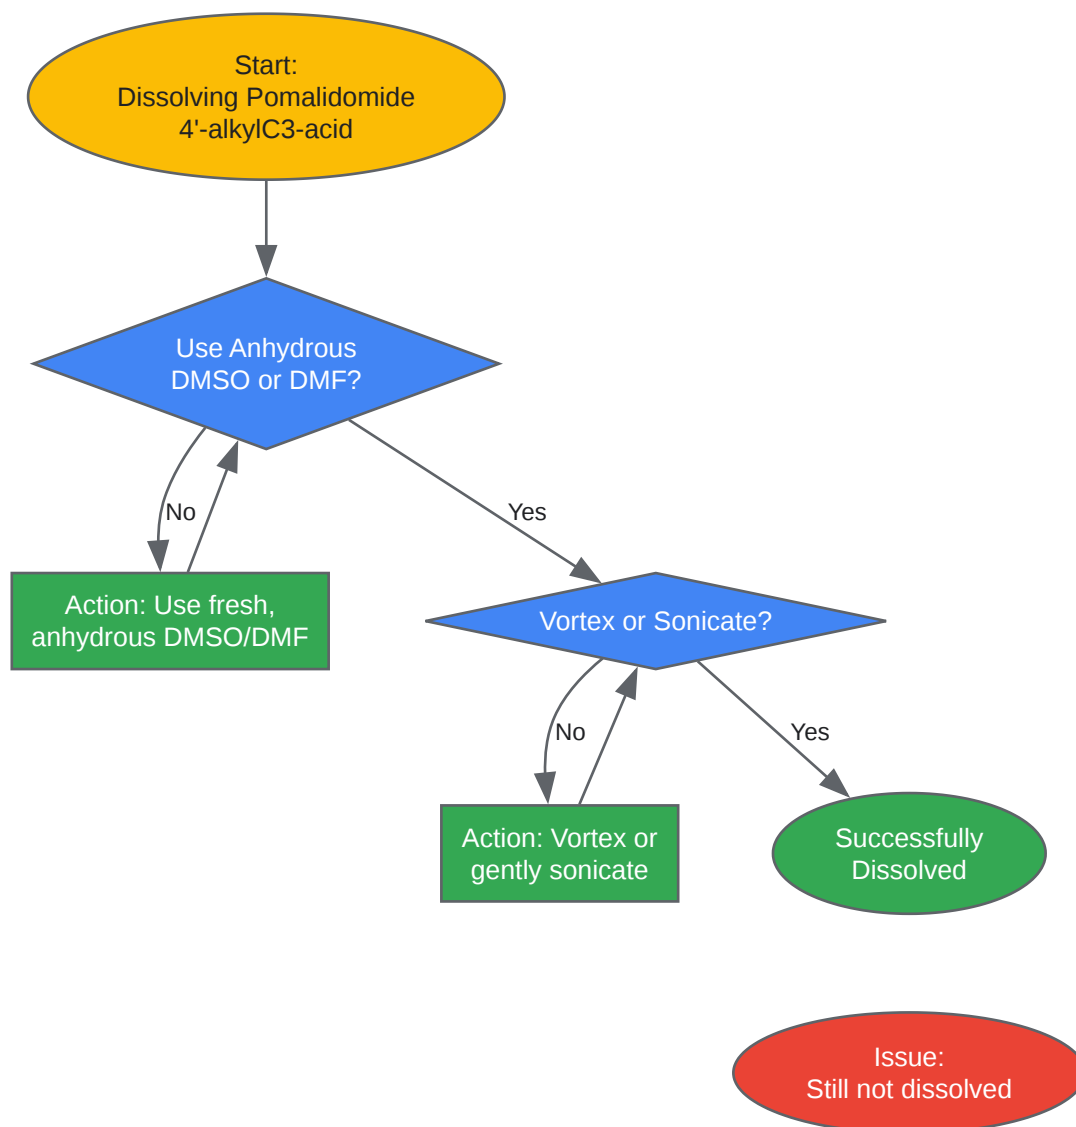 Start:
Dissolving Pomalidomide
4'-alkylC3-acid
Use Anhydrous
DMSO or DMF?
No
Yes
Action: Use fresh,
anhydrous DMSO/DMF
Vortex or Sonicate?
No
Yes
Action: Vortex or
gently sonicate
Successfully
Dissolved
Issue:
Still not dissolved